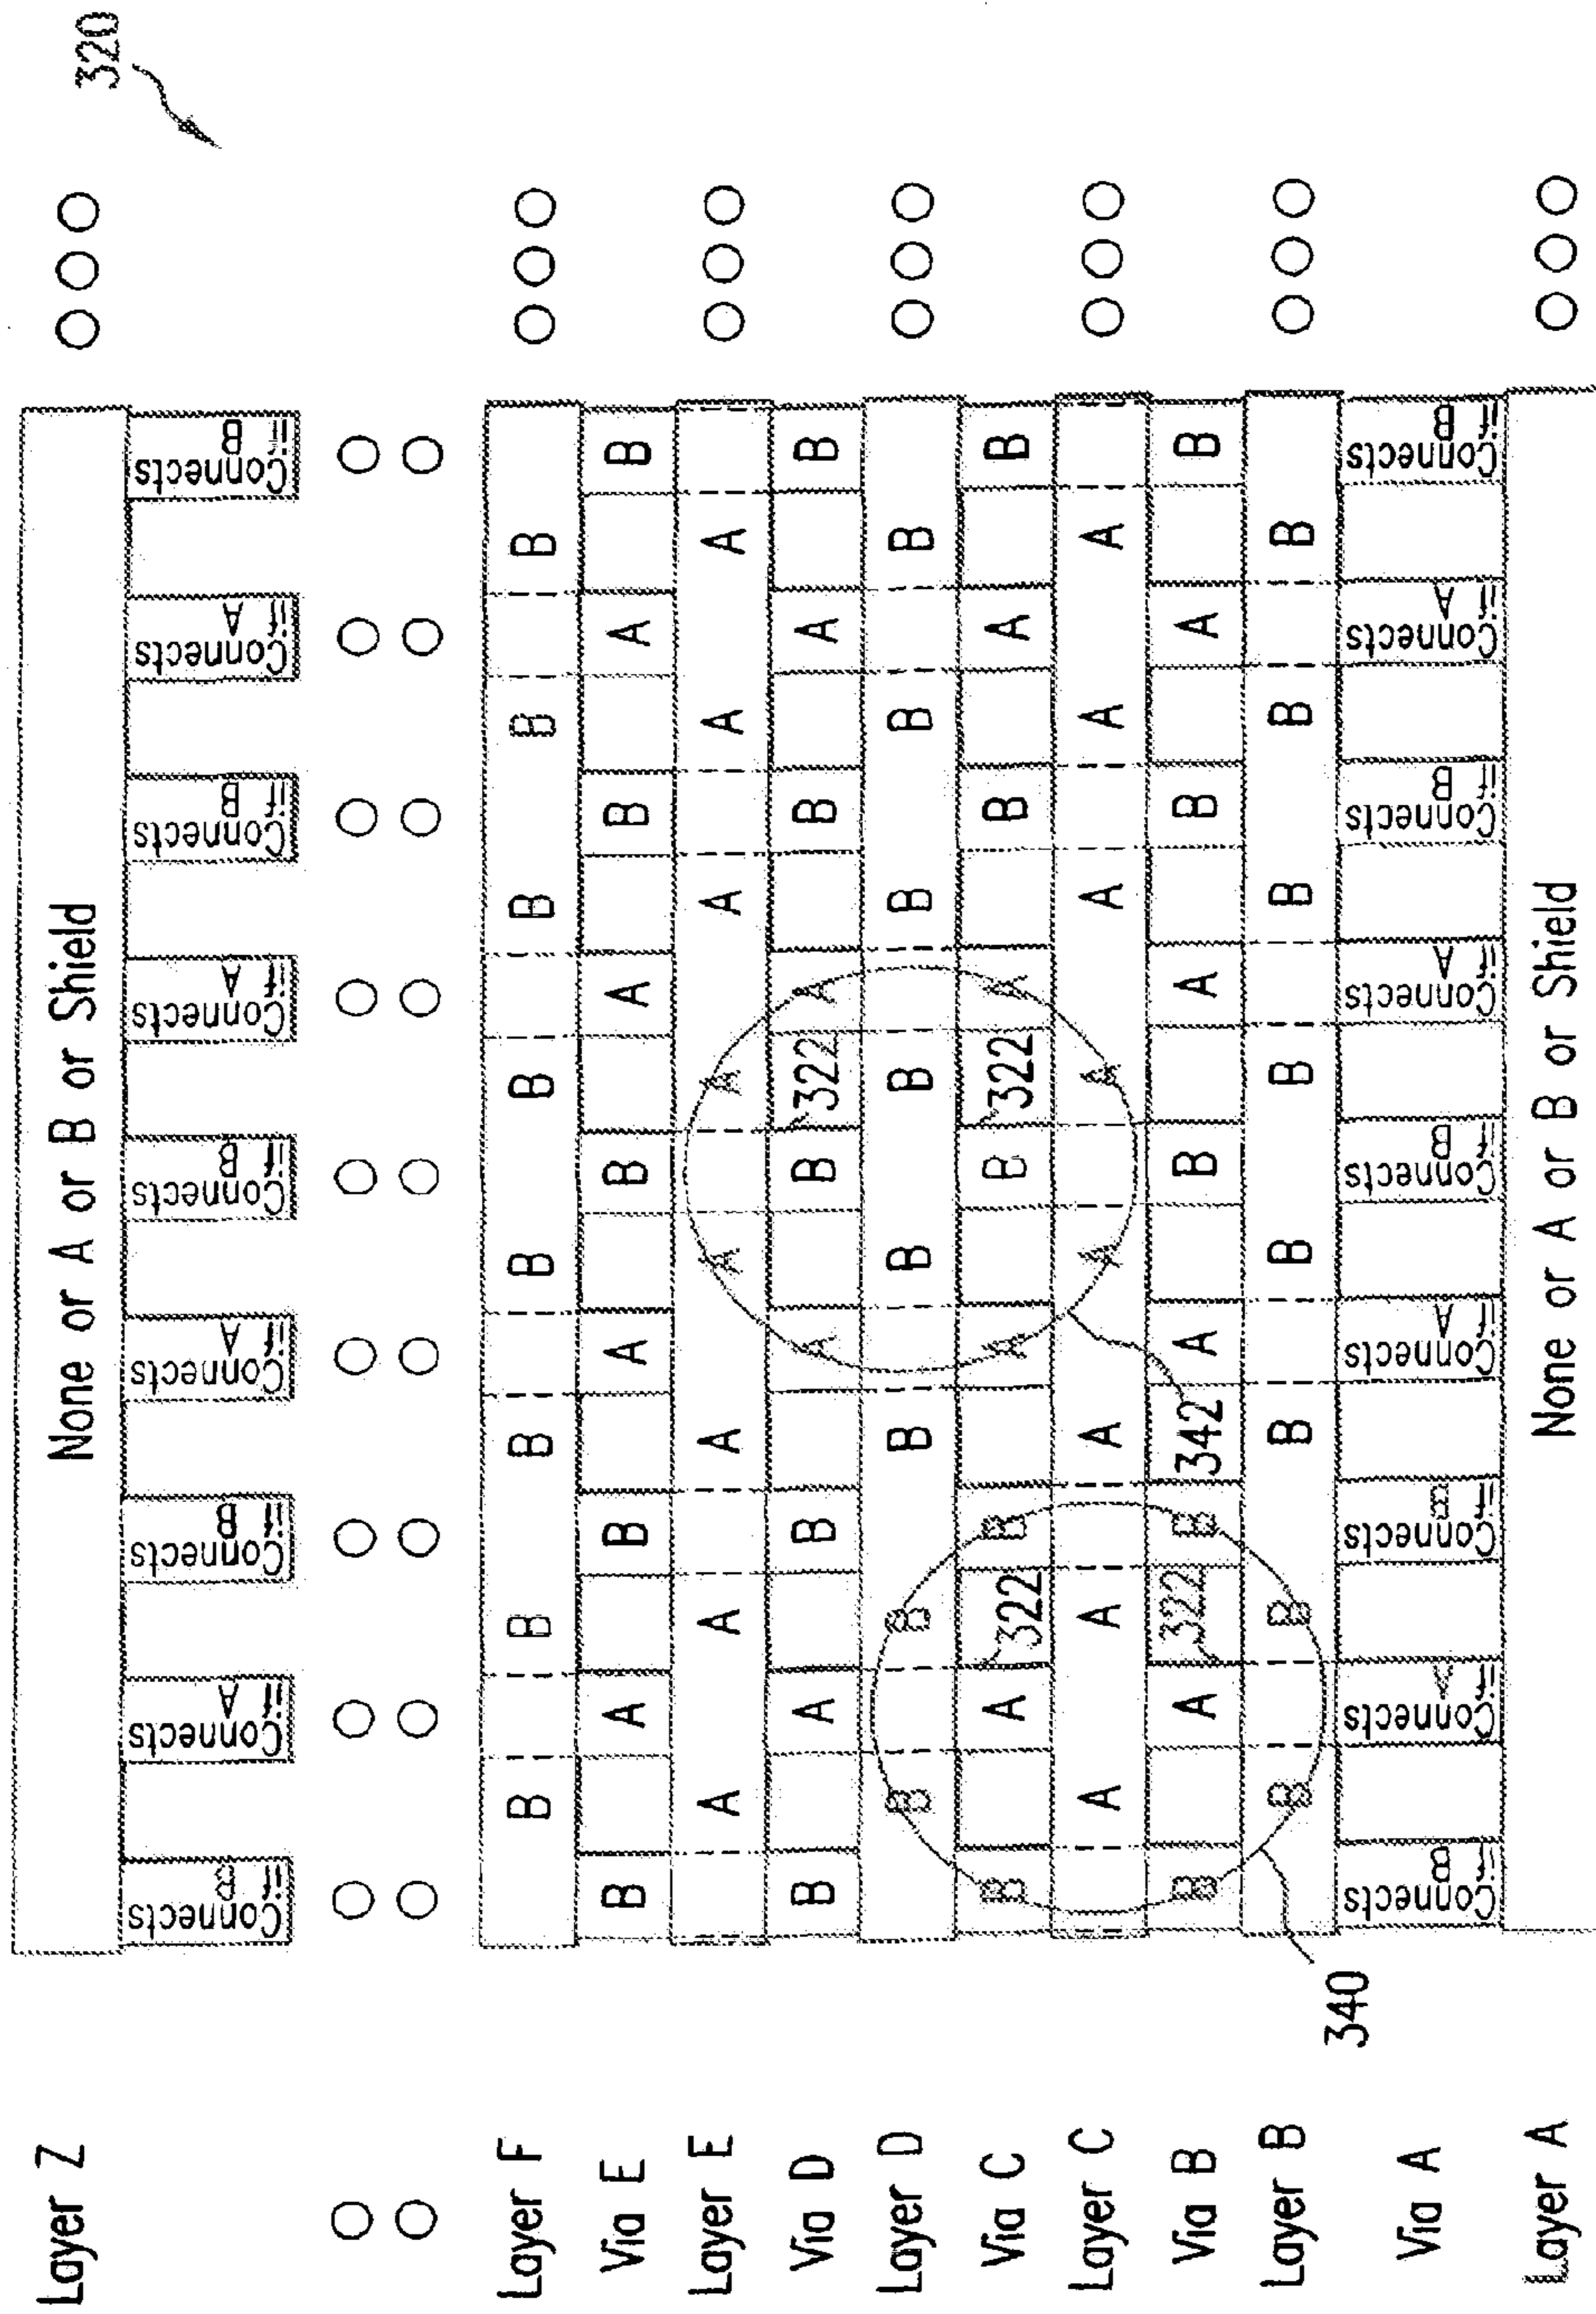 320
Layer Z None or A or B or Shield
Connects if B Connects if A Connects if B Connects if A Connects if B Connects if A Connects if B Connects if A Connects if B
Layer F B B B B B B B B
Via E B A B A B A B A B
Layer E A A A A A A A A
Via D B A B A B 322 A B A B
Layer D B B B B B B B B
Via C B A 322 B A B 322 A B A B
Layer C A A A A A A A A
Via B B A 322 B 342 A B A B A B
Layer B B B B B B B B B
340
Via A Connects if B Connects if A Connects if B Connects if A Connects if B Connects if A Connects if B Connects if A Connects if B
Layer A None or A or B or Shield